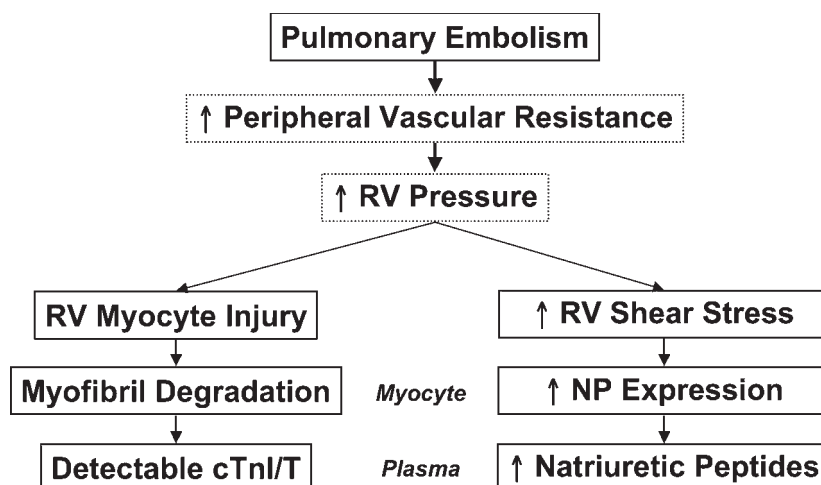 Pulmonary Embolism
↑ Peripheral Vascular Resistance
↑ RV Pressure
RV Myocyte Injury
↑ RV Shear Stress
Myofibril Degradation
Myocyte
↑ NP Expression
Detectable cTnI/T
Plasma
↑ Natriuretic Peptides